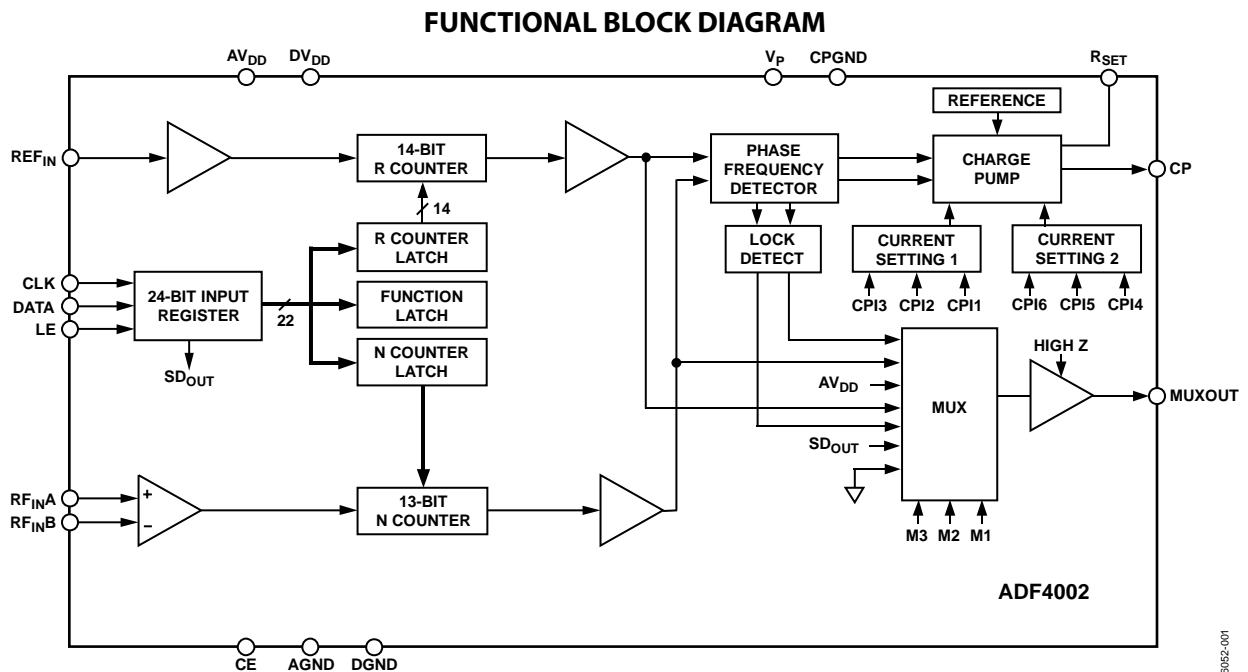 FUNCTIONAL BLOCK DIAGRAM
AVDD
DVDD
VP
CPGND
RSET
REFERENCE
REFIN
14-BIT
R COUNTER
PHASE
FREQUENCY
DETECTOR
CHARGE
PUMP
CP
14
R COUNTER
LATCH
LOCK
DETECT
CURRENT
SETTING 1
CURRENT
SETTING 2
CLK
DATA
LE
24-BIT INPUT
REGISTER
22
FUNCTION
LATCH
CPI3
CPI2
CPI1
CPI6
CPI5
CPI4
N COUNTER
LATCH
SDOUT
HIGH Z
AVDD
MUX
MUXOUT
SDOUT
RFINA
RFINB
+
–
13-BIT
N COUNTER
M3
M2
M1
ADF4002
CE
AGND
DGND
6052-001